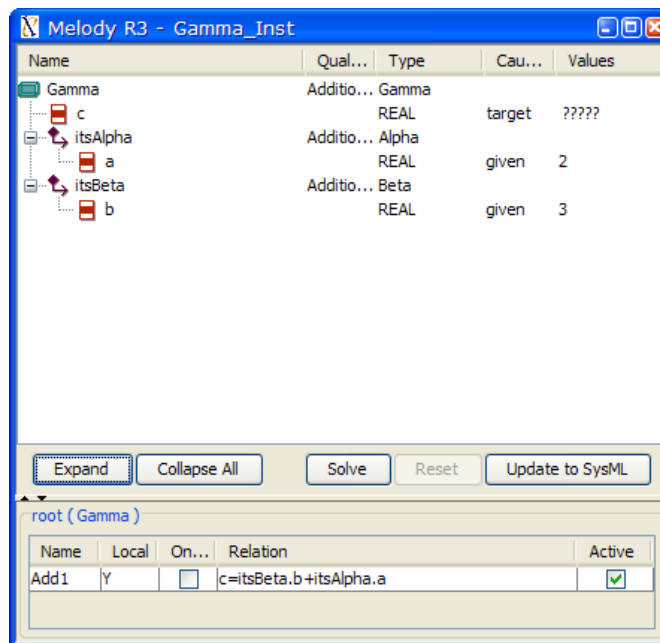 Melody R3 - Gamma_Inst
Name Qual... Type Cau... Values
Gamma Additio... Gamma
c REAL target ?????
itsAlpha Additio... Alpha
a REAL given 2
itsBeta Additio... Beta
b REAL given 3
Expand Collapse All Solve Reset Update to SysML
root ( Gamma )
Name Local On... Relation Active
Add1 Y c=itsBeta.b+itsAlpha.a